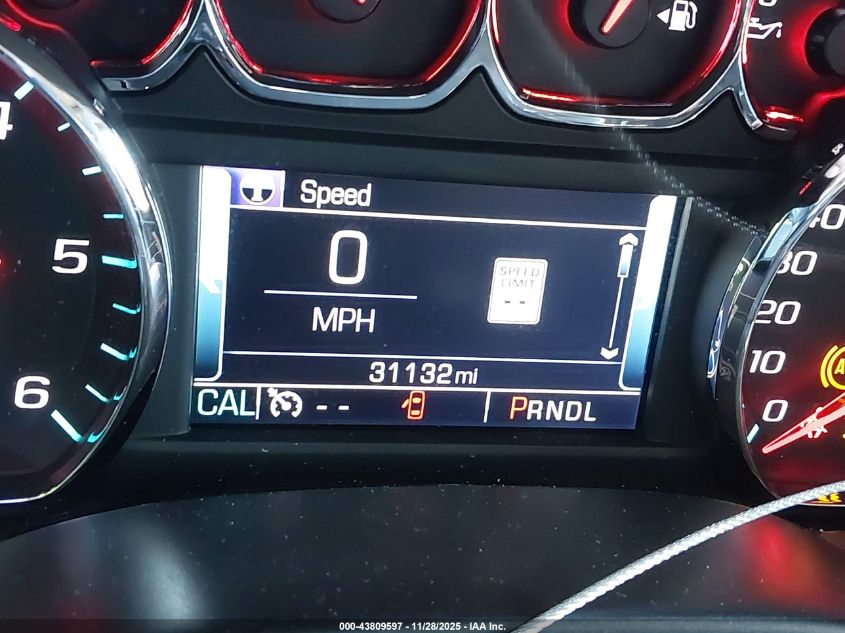 Speed
0
MPH
SPEED
LIMIT
--
31132 mi
CAL
--
PRNDL
4
5
6
40
30
20
10
0
000-43809597 - 11/28/2025 - IAA Inc.